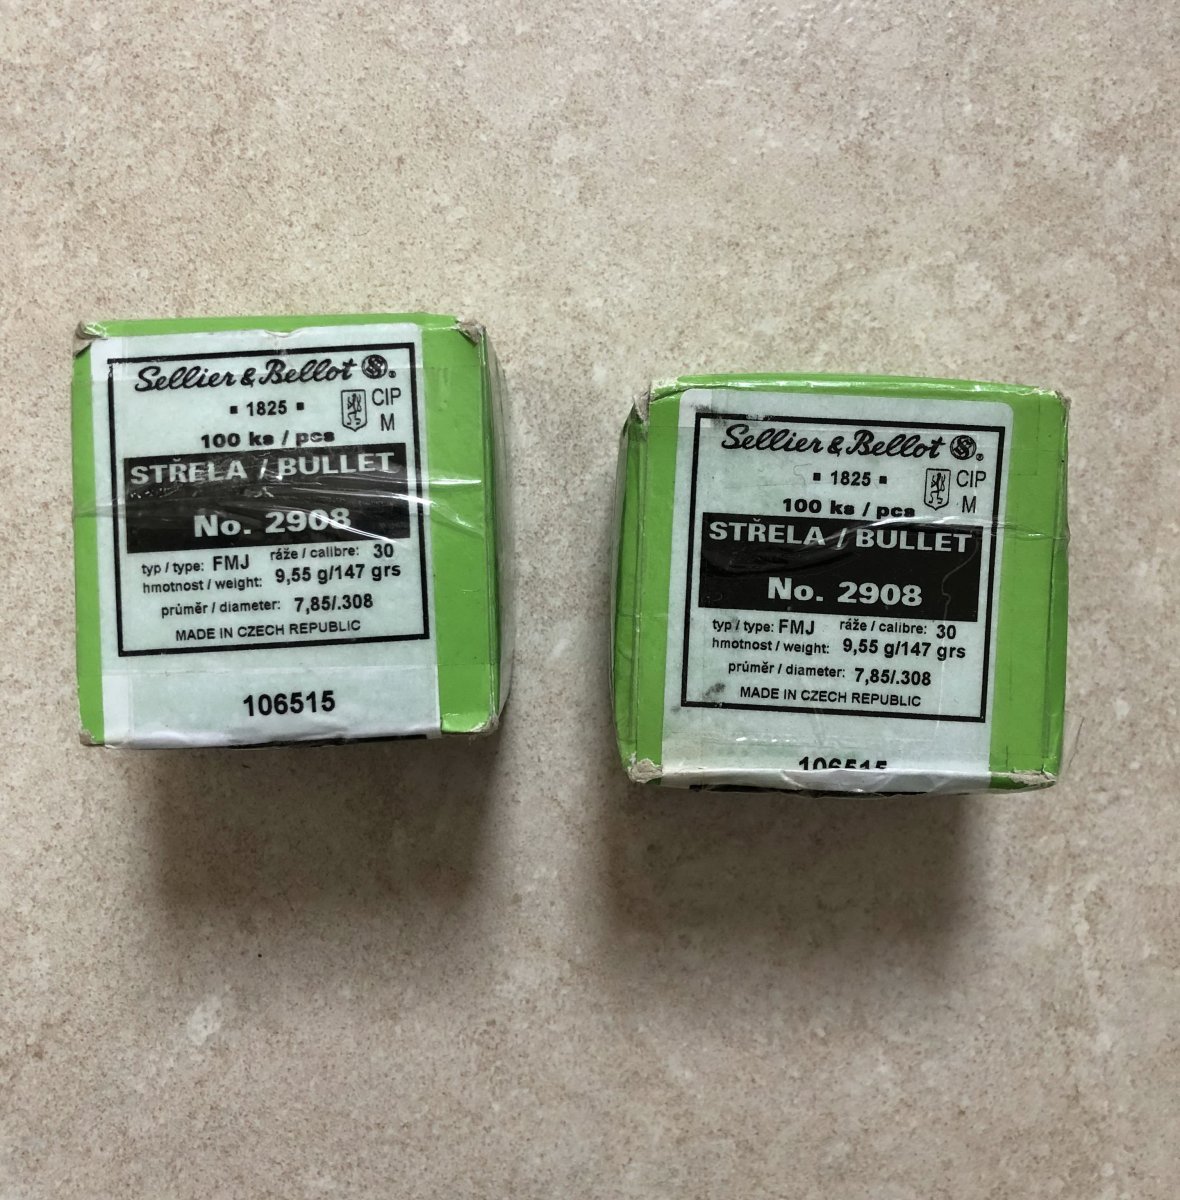 Sellier & Bellot S&B®.
1825
CIP
M
100 ks / pcs
STŘELA / BULLET
No. 2908
typ / type: FMJ ráže / calibre: 30
hmotnost / weight: 9,55 g/147 grs
průměr / diameter: 7,85/.308
MADE IN CZECH REPUBLIC
106515
Sellier & Bellot S&B®.
1825
CIP
M
100 ks / pcs
STŘELA / BULLET
No. 2908
typ / type: FMJ ráže / calibre: 30
hmotnost / weight: 9,55 g/147 grs
průměr / diameter: 7,85/.308
MADE IN CZECH REPUBLIC
106515